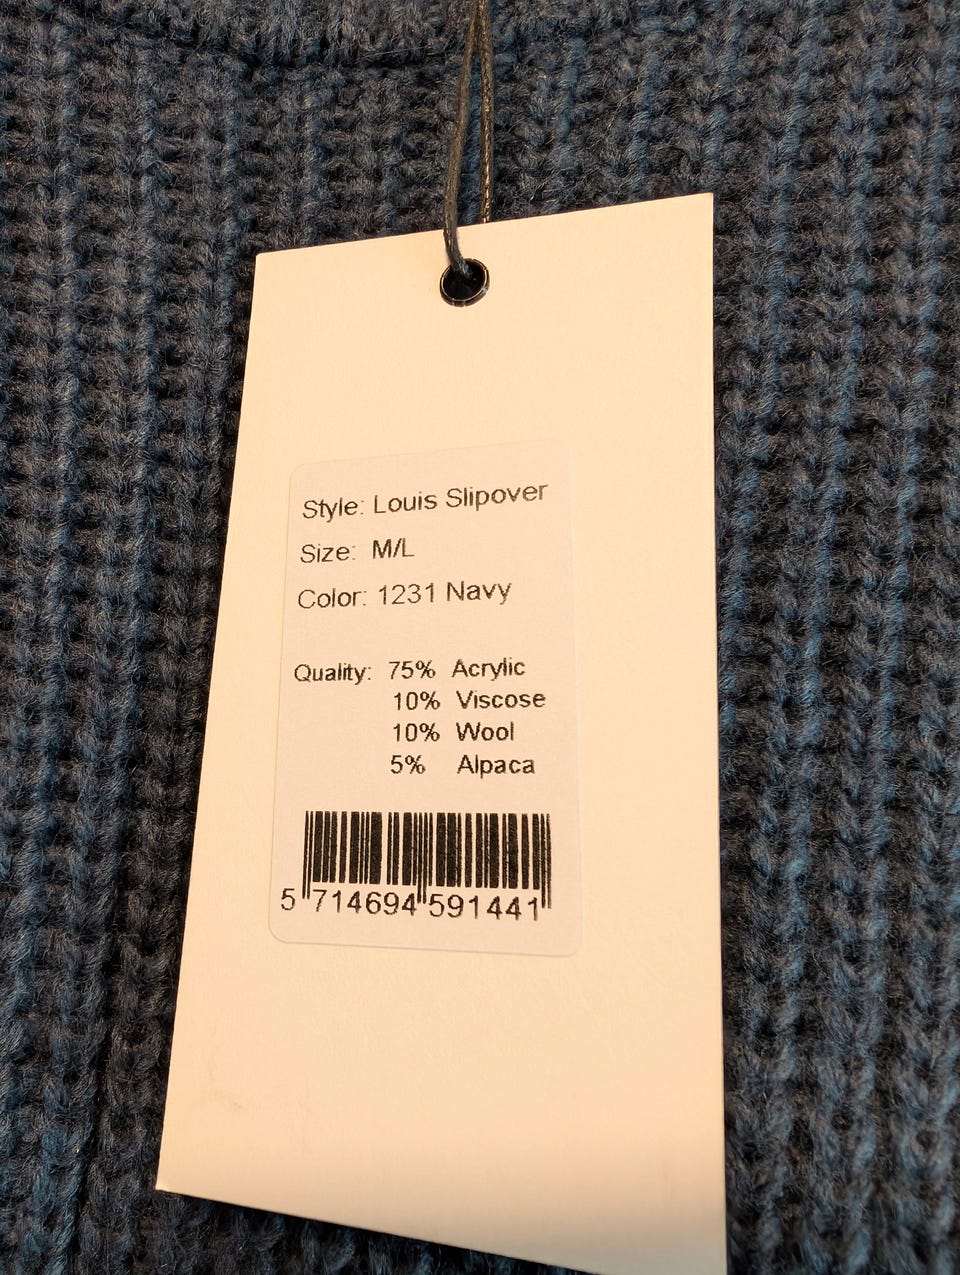 Style: Louis Slipover
Size: M/L
Color: 1231 Navy
Quality: 75% Acrylic
10% Viscose
10% Wool
5% Alpaca
5 714694 591441